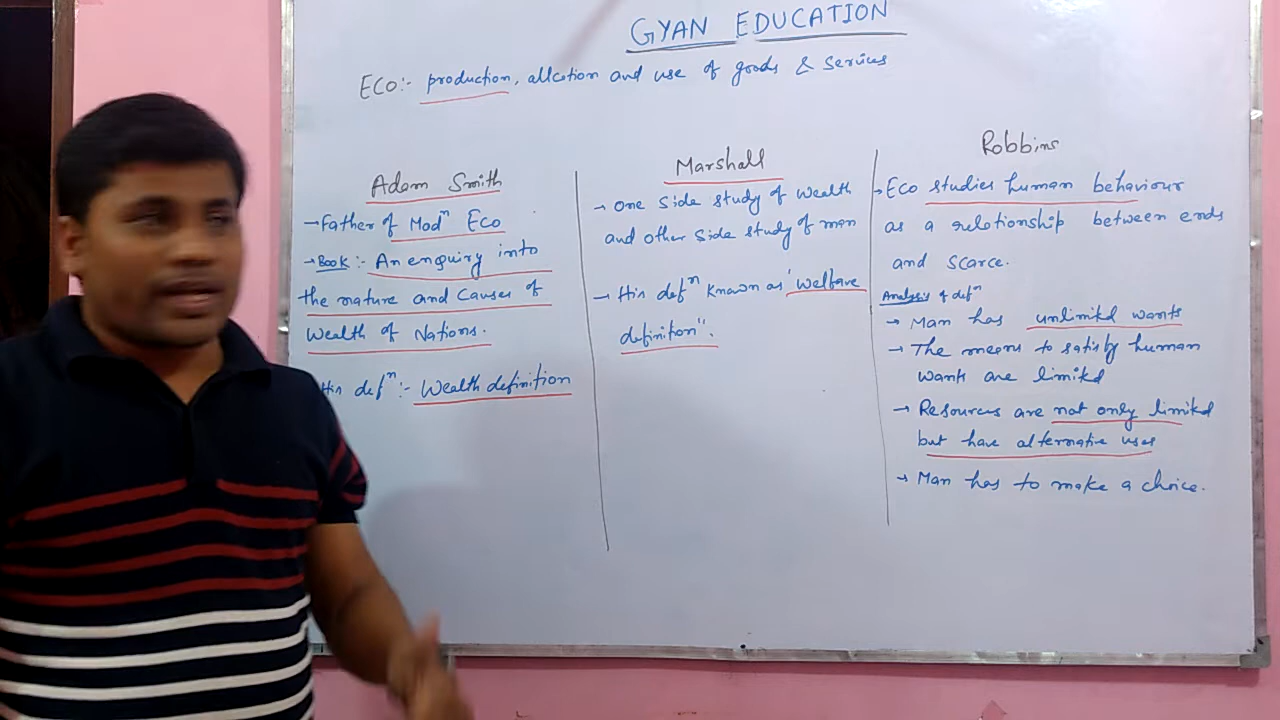 GYAN EDUCATION
ECO:- production, allcation and use of goods & services
Adam Smith
→Father of Modⁿ Eco
→Book:- An enquiry into
the nature and Causes of
Wealth of Nations.
His defⁿ:- Wealth definition
Marshall
→ One side study of wealth
and other side study of man
→ His defⁿ known as 'welfare
definition".
Robbins
→Eco studies human behaviour
as a relationship between ends
and scarce.
Analysis of defⁿ
→ Man has unlimitd wants
→ The means to satisfy human
wants are limitd
→ Resources are not only limitd
but have alternative uses
→ Man has to make a choice.